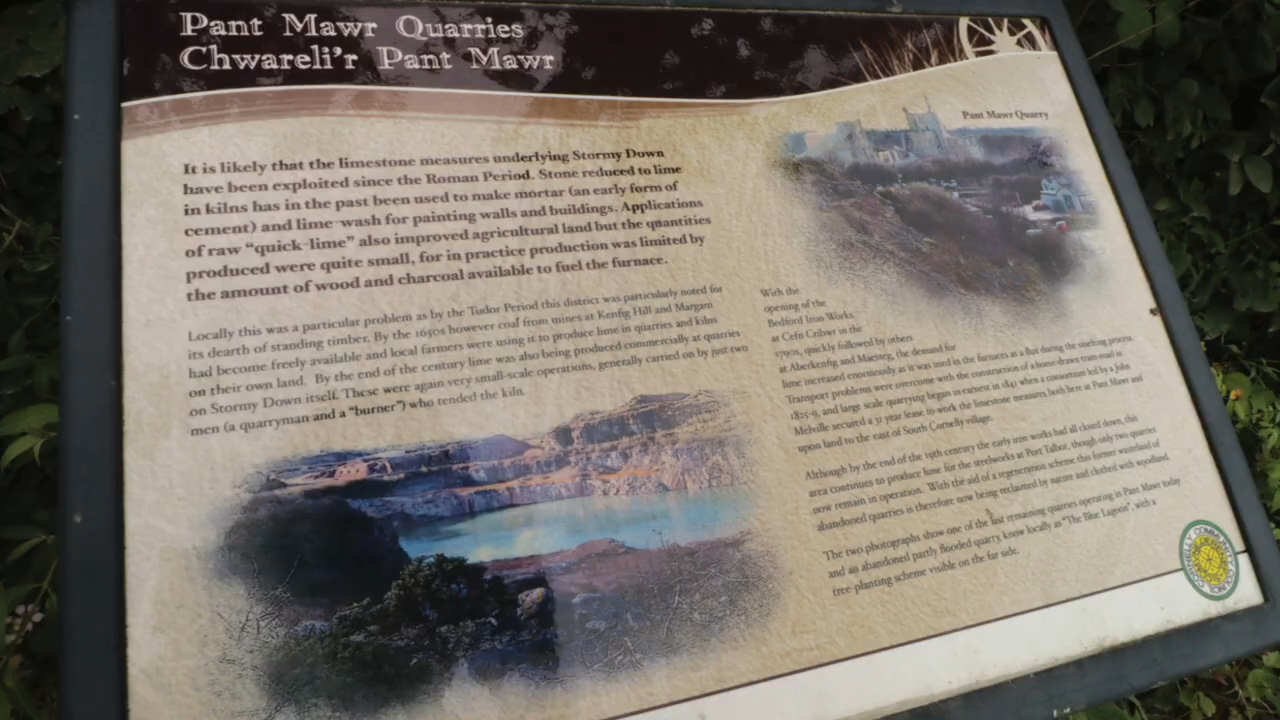 Pant Mawr Quarries
Chwareli'r Pant Mawr
Pant Mawr Quarry
It is likely that the limestone measures underlying Stormy Down
have been exploited since the Roman Period. Stone reduced to lime
in kilns has in the past been used to make mortar (an early form of
cement) and lime-wash for painting walls and buildings. Applications
of raw "quick-lime" also improved agricultural land but the quantities
produced were quite small, for in practice production was limited by
the amount of wood and charcoal available to fuel the furnace.
Locally this was a particular problem as by the Tudor Period this district was particularly noted for
its dearth of standing timber. By the 1650s however coal from mines at Kenfig Hill and Margam
had become freely available and local farmers were using it to produce lime in quarries and kilns
on their own land. By the end of the century lime was also being produced commercially at quarries
on Stormy Down itself. These were again very small-scale operations, generally carried on by just two
men (a quarryman and a "burner") who tended the kiln.
With the
opening of the
Bedford Iron Works
at Cefn Cribwr in the
1790s, quickly followed by others
at Aberkenfig and Maesteg, the demand for
lime increased enormously as it was used in the furnaces as a flux during the smelting process.
Transport problems were overcome with the construction of a horse-drawn tram-road in
1825-9, and large scale quarrying began in earnest in 1841 when a consortium led by a John
Melville secured a 31 year lease to work the limestone measures both here at Pant Mawr and
upon land to the east of South Cornelly village.
Although by the end of the 19th century the early iron works had all closed down, this
area continues to produce lime for the steelworks at Port Talbot, though only two quarries
now remain in operation. With the aid of a regeneration scheme this former wasteland of
abandoned quarries is therefore now being reclaimed by nature and clothed with woodland.
The two photographs show one of the last remaining quarries operating in Pant Mawr today
and an abandoned partly flooded quarry, know locally as "The Blue Lagoon", with a
tree-planting scheme visible on the far side.
CORNELLY COMMUNITY COUNCIL